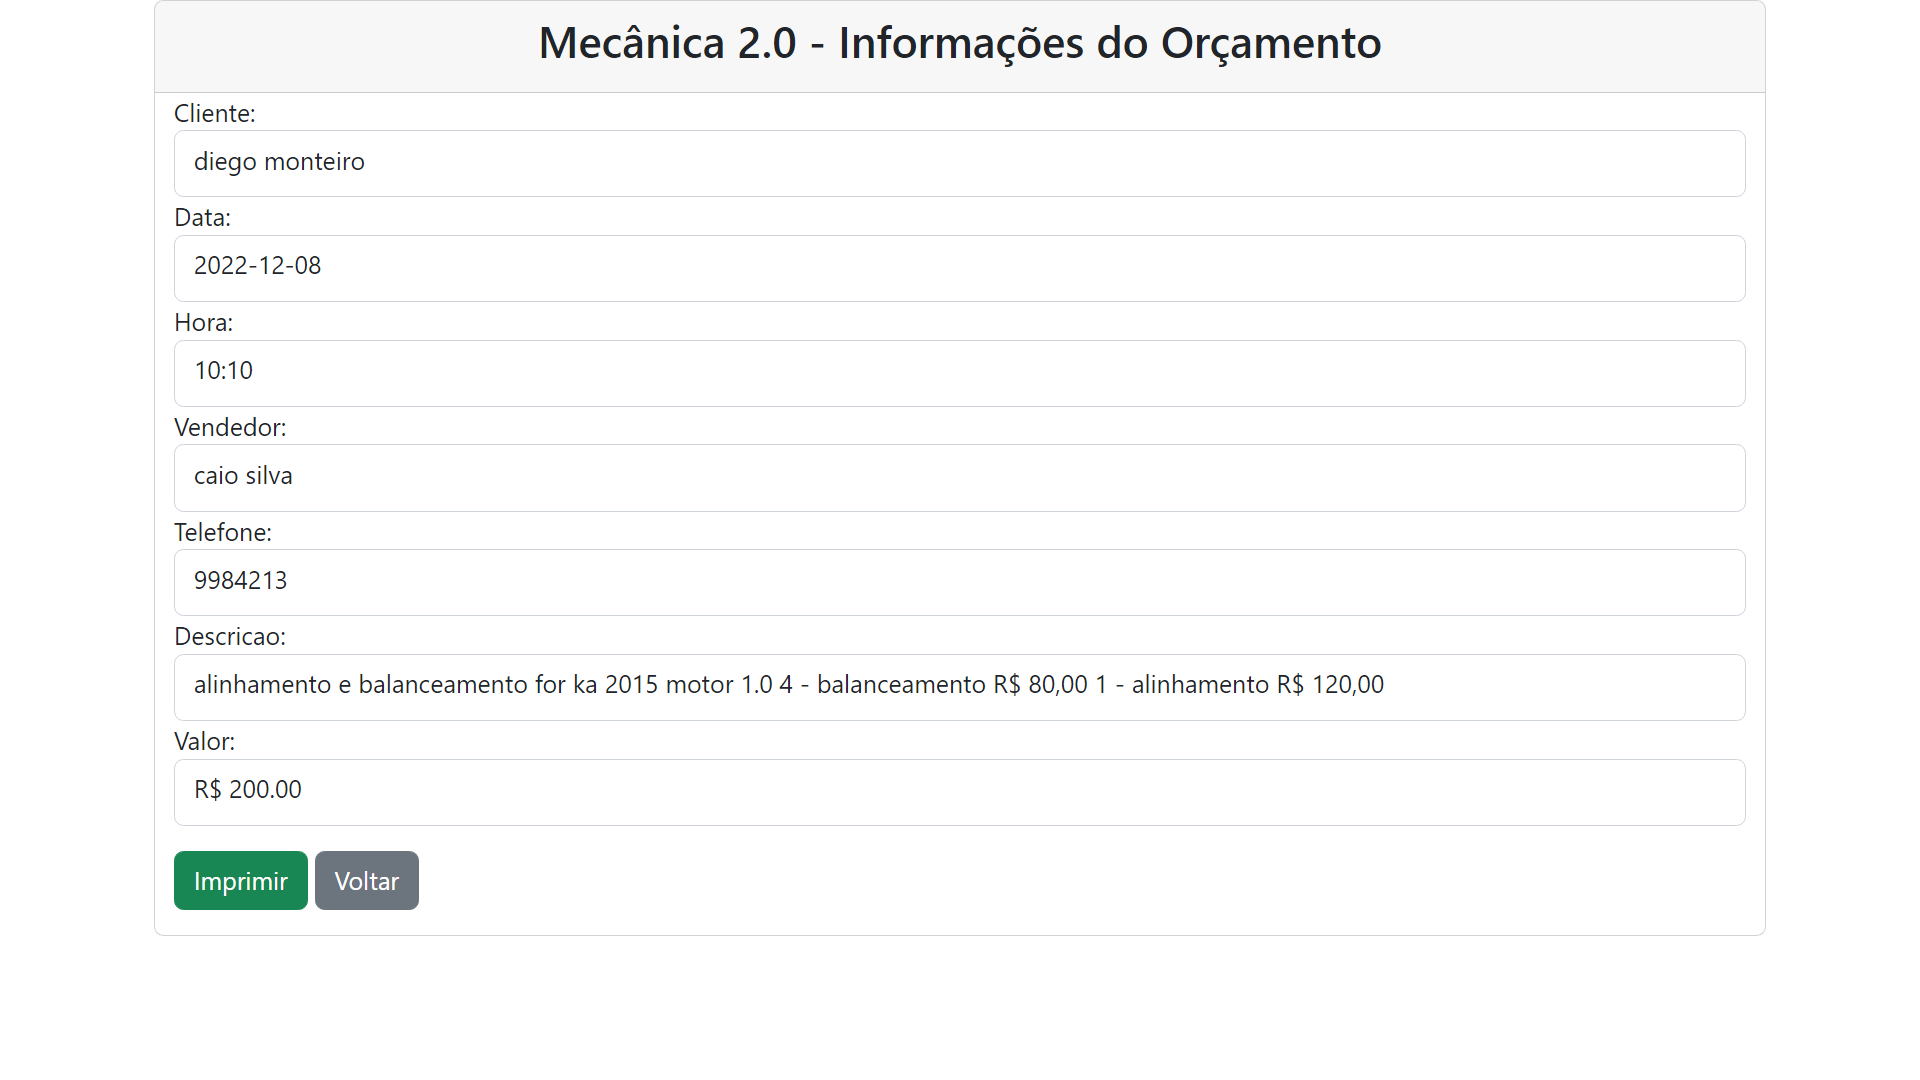 Mecânica 2.0 - Informações do Orçamento
Cliente:
diego monteiro
Data:
2022-12-08
Hora:
10:10
Vendedor:
caio silva
Telefone:
9984213
Descricao:
alinhamento e balanceamento for ka 2015 motor 1.0 4 - balanceamento R$ 80,00 1 - alinhamento R$ 120,00
Valor:
R$ 200.00
Imprimir Voltar